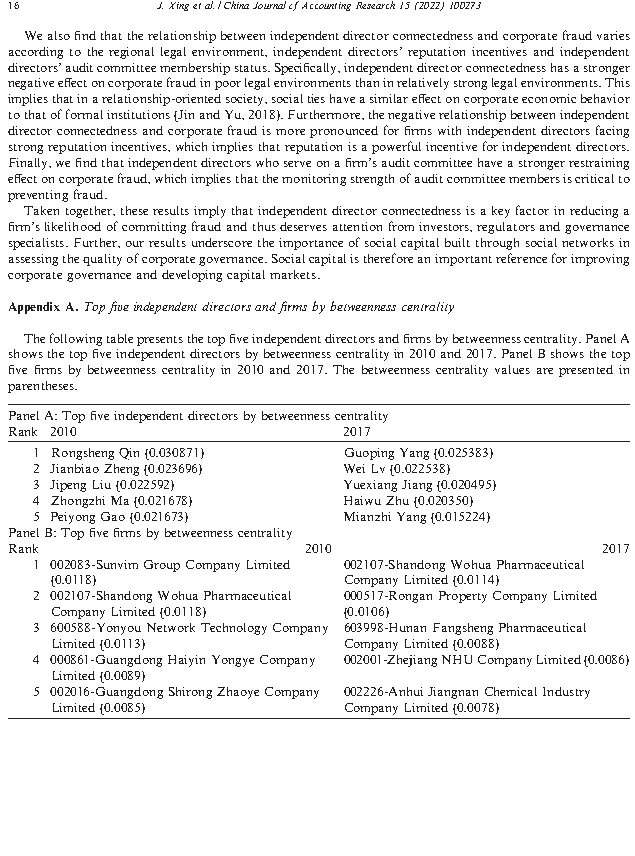 16 J. Xing et al. / China Journal of Accounting Research 15 (2022) 100273
We also find that the relationship between independent director connectedness and corporate fraud varies
according to the regional legal environment, independent directors' reputation incentives and independent
directors' audit committee membership status. Specifically, independent director connectedness has a stronger
negative effect on corporate fraud in poor legal environments than in relatively strong legal environments. This
implies that in a relationship-oriented society, social ties have a similar effect on corporate economic behavior
to that of formal institutions (Jin and Yu, 2018). Furthermore, the negative relationship between independent
director connectedness and corporate fraud is more pronounced for firms with independent directors facing
strong reputation incentives, which implies that reputation is a powerful incentive for independent directors.
Finally, we find that independent directors who serve on a firm's audit committee have a stronger restraining
effect on corporate fraud, which implies that the monitoring strength of audit committee members is critical to
preventing fraud.
Taken together, these results imply that independent director connectedness is a key factor in reducing a
firm's likelihood of committing fraud and thus deserves attention from investors, regulators and governance
specialists. Further, our results underscore the importance of social capital built through social networks in
assessing the quality of corporate governance. Social capital is therefore an important reference for improving
corporate governance and developing capital markets.
Appendix A. Top five independent directors and firms by betweenness centrality
The following table presents the top five independent directors and firms by betweenness centrality. Panel A
shows the top five independent directors by betweenness centrality in 2010 and 2017. Panel B shows the top
five firms by betweenness centrality in 2010 and 2017. The betweenness centrality values are presented in
parentheses.
Panel A: Top five independent directors by betweenness centrality
Rank 2010 2017
1 Rongsheng Qin (0.030871) Guoping Yang (0.025383)
2 Jianbiao Zheng (0.023696) Wei Lv (0.022538)
3 Jipeng Liu (0.022592) Yuexiang Jiang (0.020495)
4 Zhongzhi Ma (0.021678) Haiwu Zhu (0.020350)
5 Peiyong Gao (0.021673) Mianzhi Yang (0.015224)
Panel B: Top five firms by betweenness centrality
Rank 2010 2017
1 002083-Sunvim Group Company Limited 002107-Shandong Wohua Pharmaceutical
(0.0118) Company Limited (0.0114)
2 002107-Shandong Wohua Pharmaceutical 000517-Rongan Property Company Limited
Company Limited (0.0118) (0.0106)
3 600588-Yonyou Network Technology Company 603998-Hunan Fangsheng Pharmaceutical
Limited (0.0113) Company Limited (0.0088)
4 000861-Guangdong Haiyin Yongye Company 002001-Zhejiang NHU Company Limited (0.0086)
Limited (0.0089)
5 002016-Guangdong Shirong Zhaoye Company 002226-Anhui Jiangnan Chemical Industry
Limited (0.0085) Company Limited (0.0078)